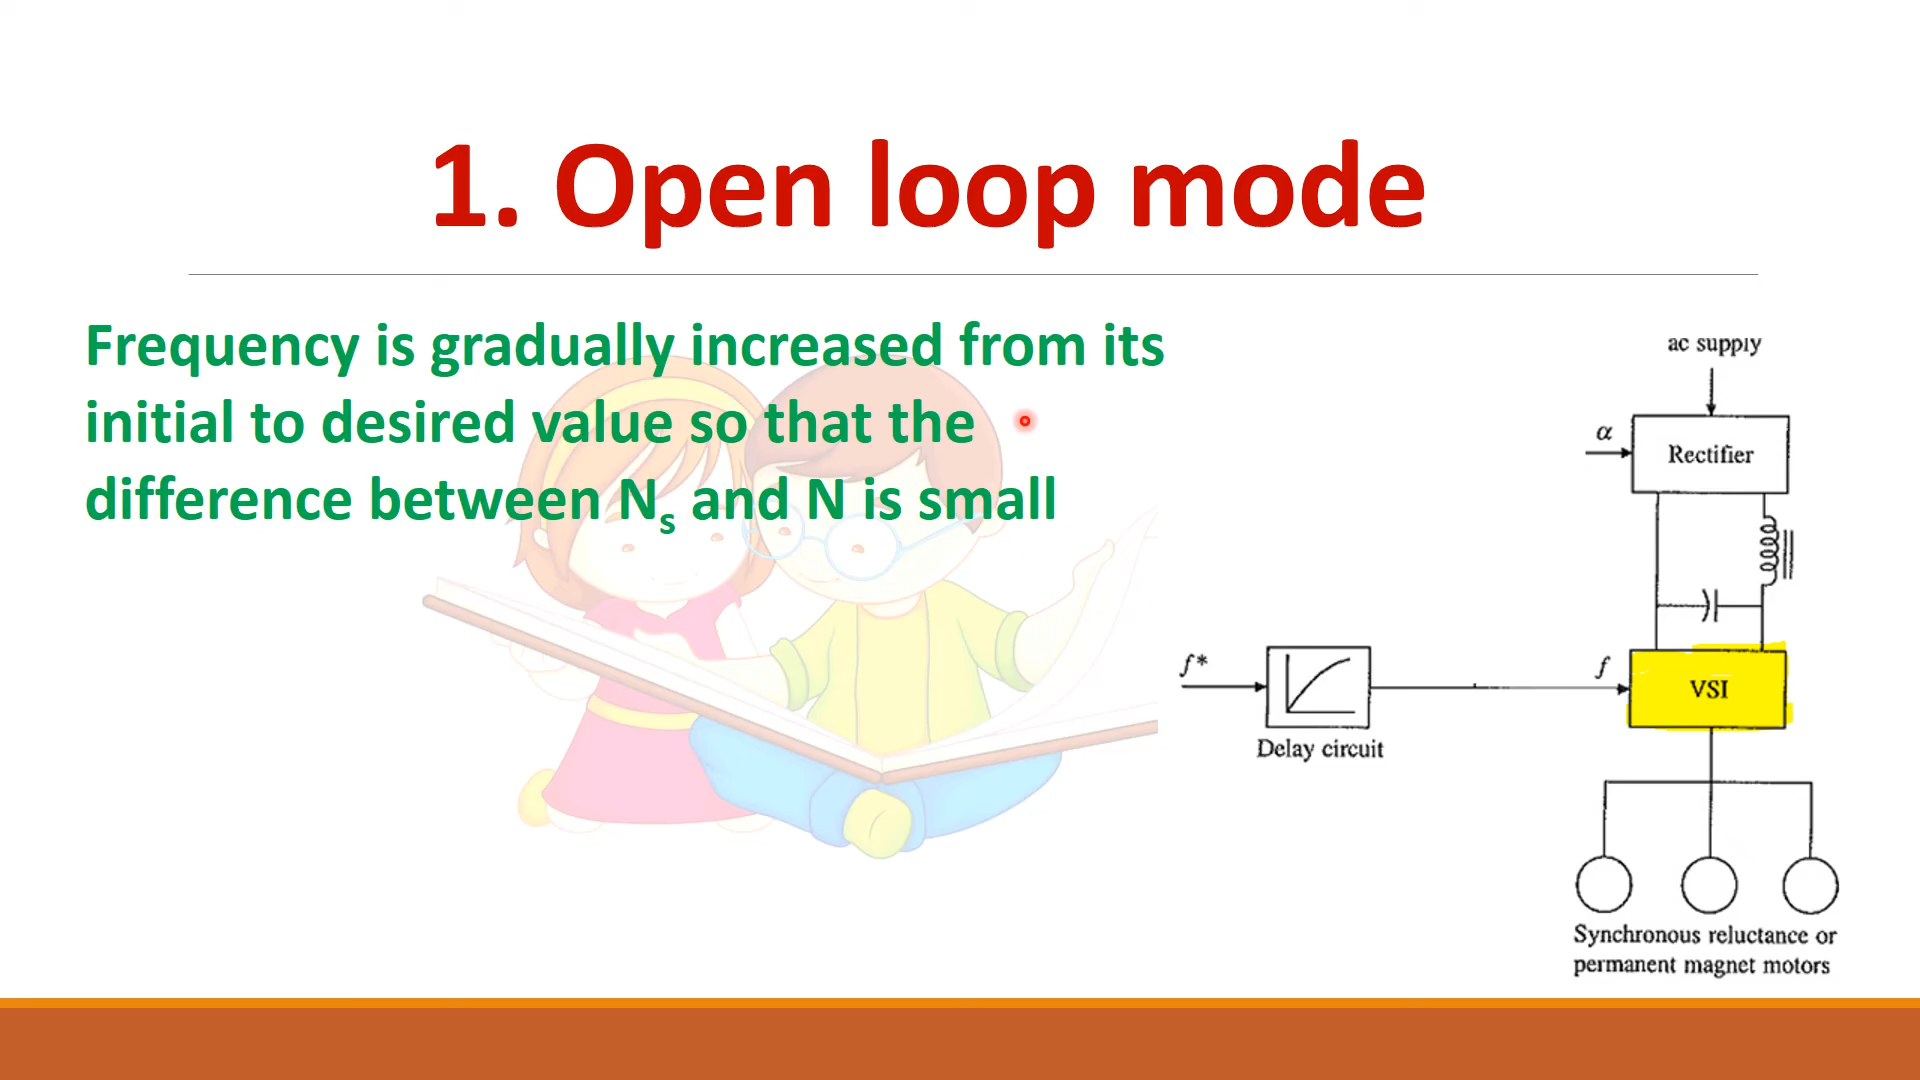 1. Open loop mode
Frequency is gradually increased from its
initial to desired value so that the
difference between Ns and N is small
ac supply
α
Rectifier
f*
f
VSI
Delay circuit
Synchronous reluctance or
permanent magnet motors